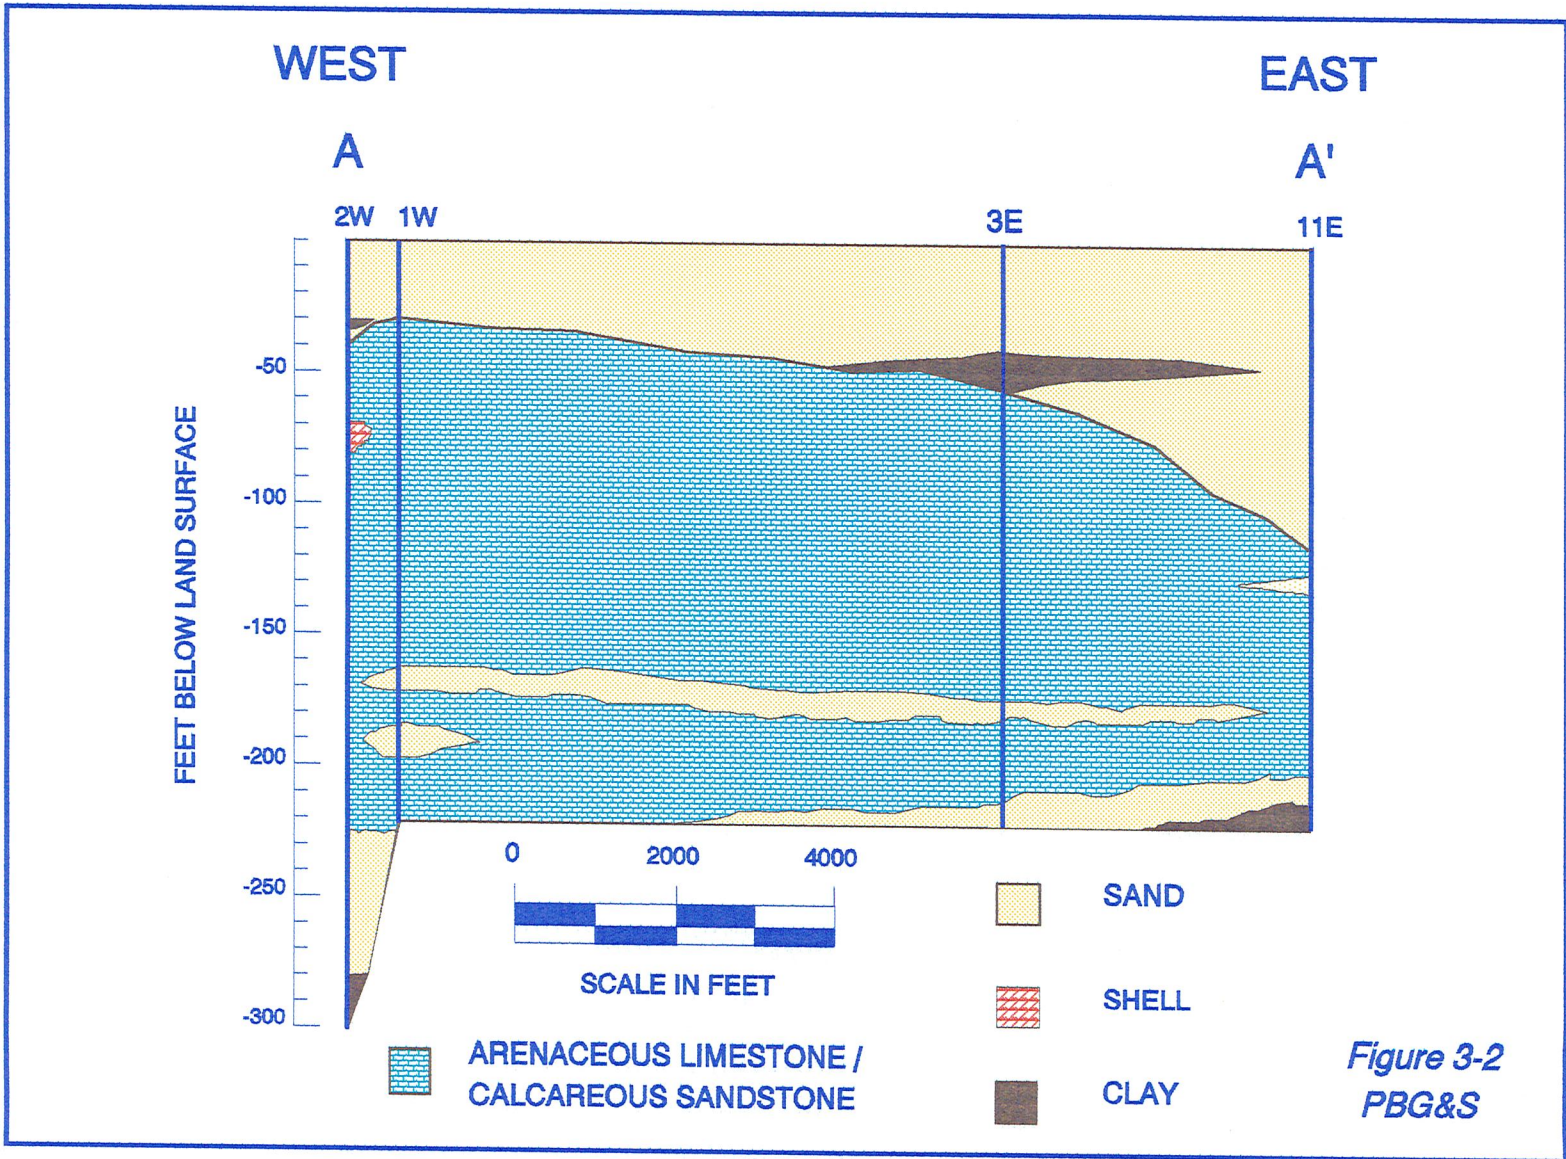 WEST
EAST
A
A'
2W
1W
3E
11E
FEET BELOW LAND SURFACE
-50
-100
-150
-200
-250
-300
0
2000
4000
SCALE IN FEET
SAND
SHELL
CLAY
ARENACEOUS LIMESTONE /
CALCAREOUS SANDSTONE
Figure 3-2
PBG&S